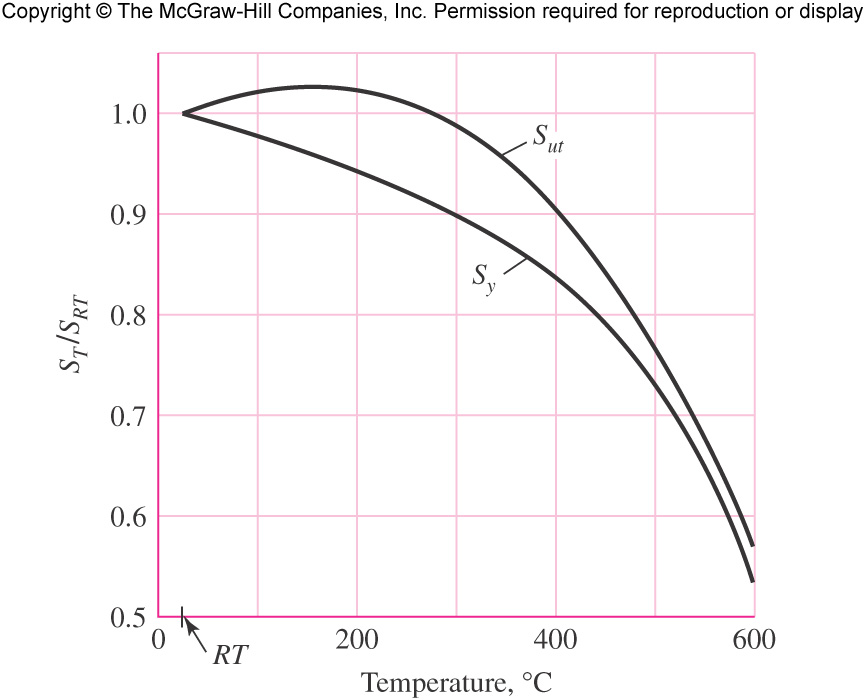 Copyright © The McGraw-Hill Companies, Inc. Permission required for reproduction or display
1.0
0.9
0.8
0.7
0.6
0.5
S_T/S_RT
S_ut
S_y
0
200
400
600
RT
Temperature, °C